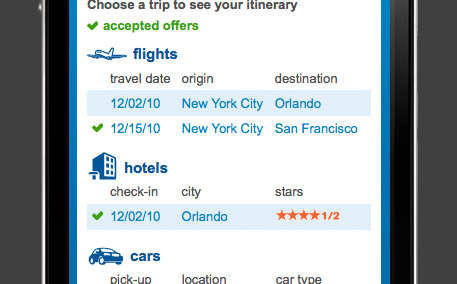 Choose a trip to see your itinerary
accepted offers
flights
travel date origin destination
12/02/10 New York City Orlando
12/15/10 New York City San Francisco
hotels
check-in city stars
12/02/10 Orlando ★★★★1/2
cars
pick-up location car type